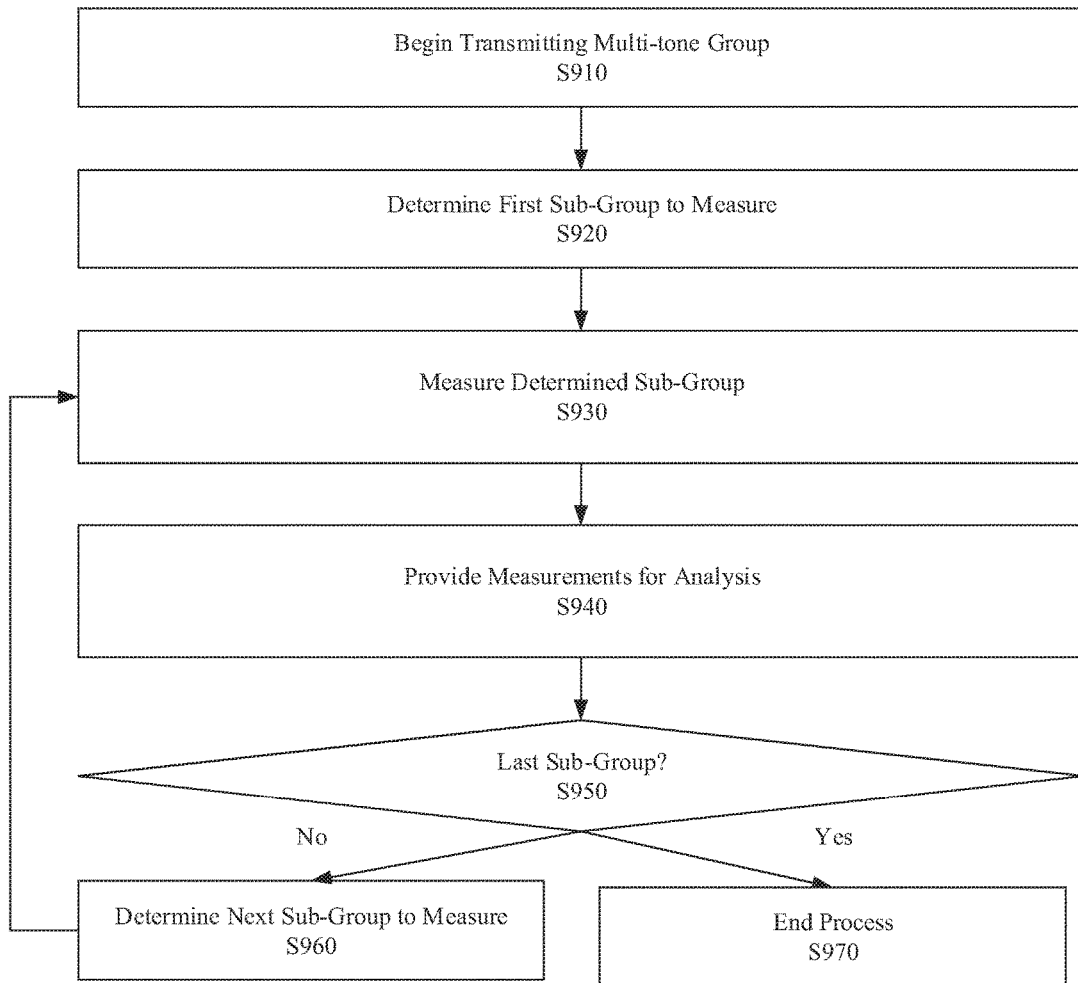 Begin Transmitting Multi-tone Group
S910
Determine First Sub-Group to Measure
S920
Measure Determined Sub-Group
S930
Provide Measurements for Analysis
S940
Last Sub-Group?
S950
No
Yes
Determine Next Sub-Group to Measure
S960
End Process
S970